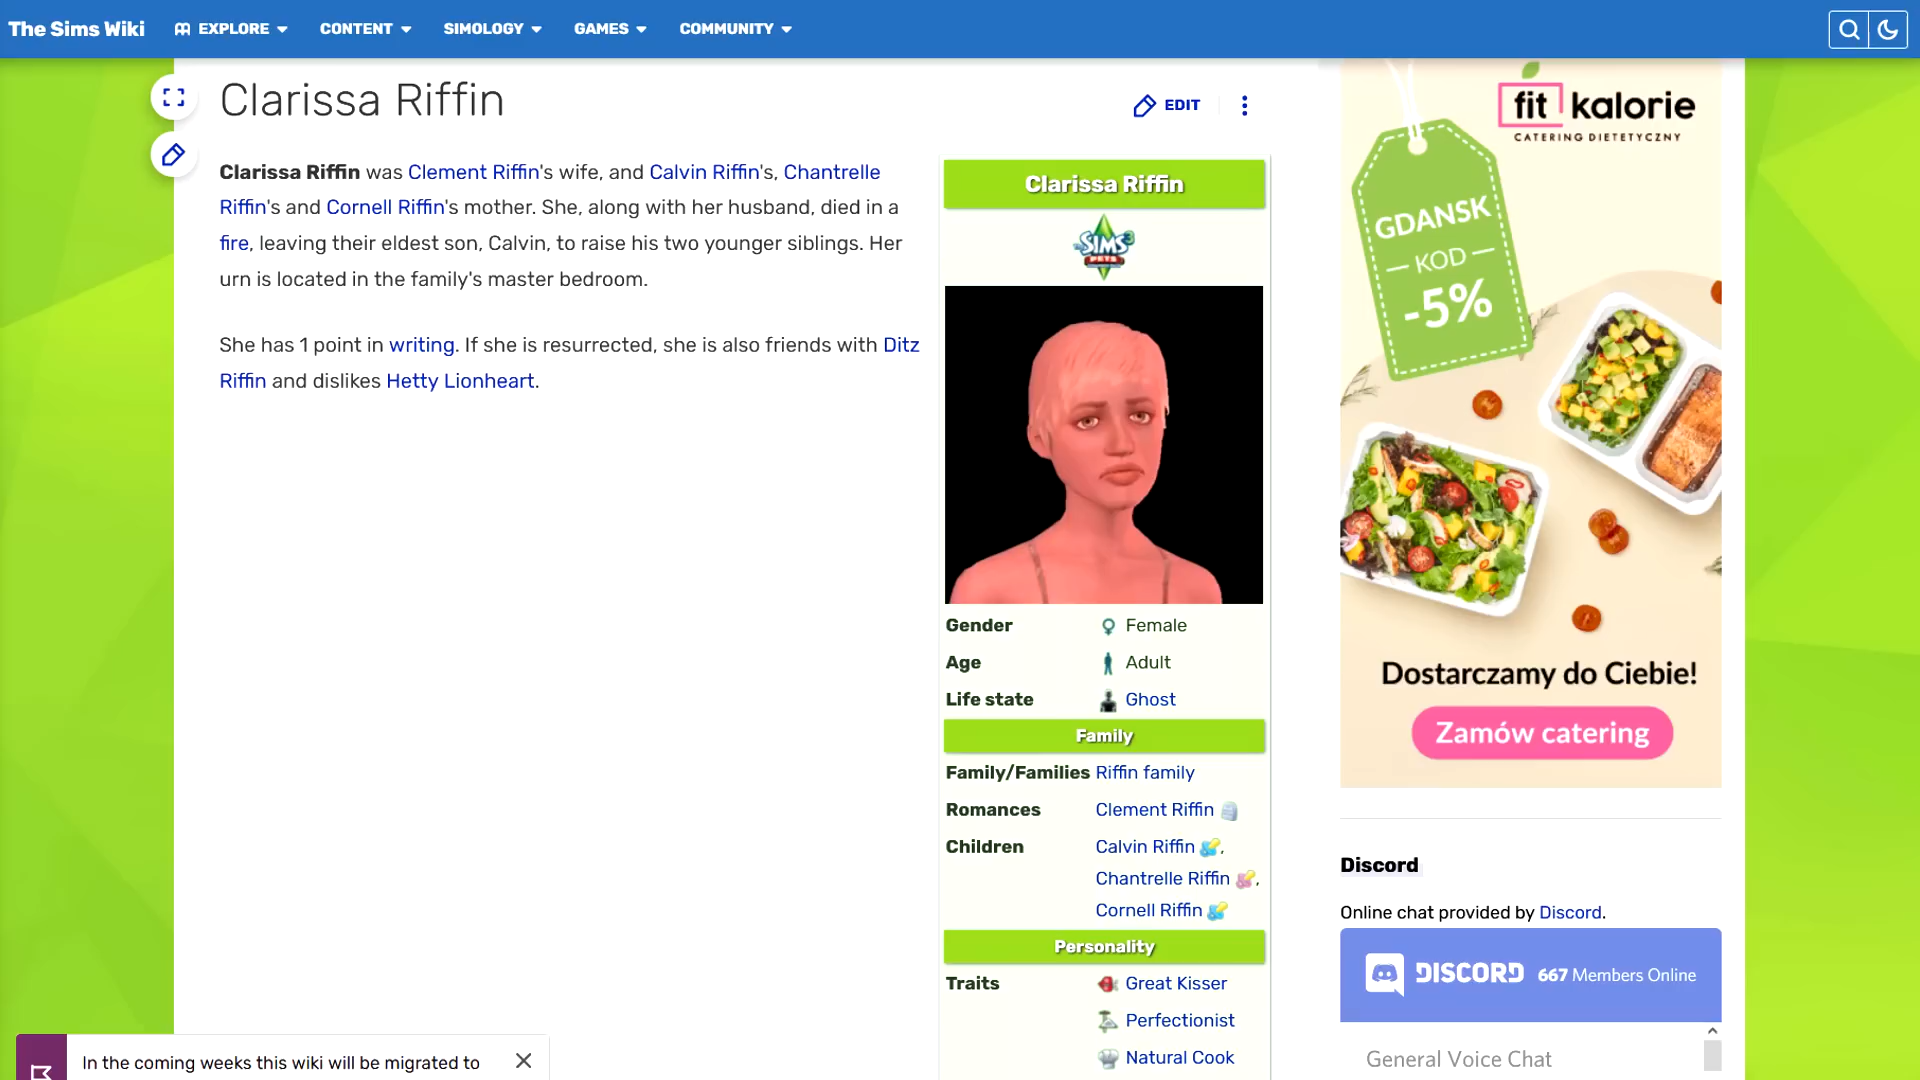 The Sims Wiki
EXPLORE
CONTENT
SIMOLOGY
GAMES
COMMUNITY
Clarissa Riffin
EDIT
Clarissa Riffin was Clement Riffin's wife, and Calvin Riffin's, Chantrelle
Riffin's and Cornell Riffin's mother. She, along with her husband, died in a
fire, leaving their eldest son, Calvin, to raise his two younger siblings. Her
urn is located in the family's master bedroom.
She has 1 point in writing. If she is resurrected, she is also friends with Ditz
Riffin and dislikes Hetty Lionheart.
Clarissa Riffin
THE SIMS 3
PETS
Gender Female
Age Adult
Life state Ghost
Family
Family/Families Riffin family
Romances Clement Riffin
Children Calvin Riffin ,
Chantrelle Riffin ,
Cornell Riffin
Personality
Traits Great Kisser
Perfectionist
Natural Cook
fit kalorie
CATERING DIETETYCZNY
GDANSK
— KOD —
-5%
Dostarczamy do Ciebie!
Zamów catering
Discord
Online chat provided by Discord.
DISCORD 667 Members Online
General Voice Chat
In the coming weeks this wiki will be migrated to